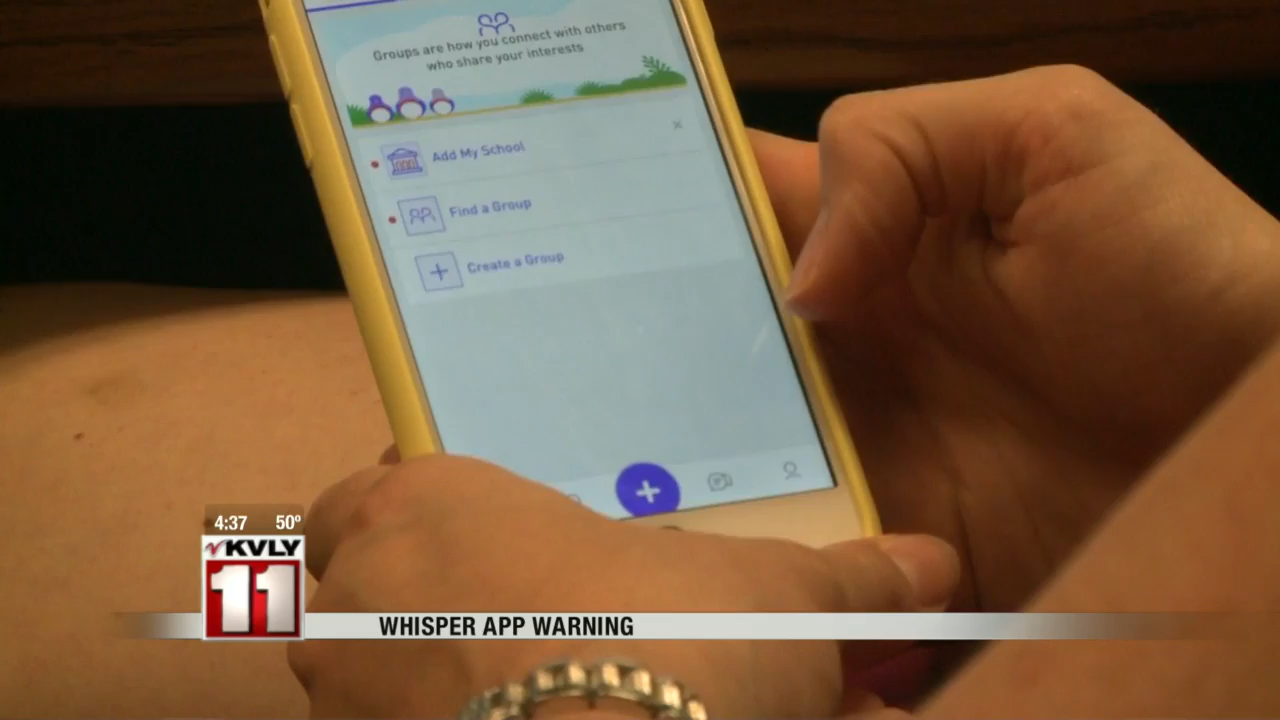 Groups are how you connect with others
who share your interests
Add My School
Find a Group
Create a Group
4:37 50º
KVLY
11
WHISPER APP WARNING